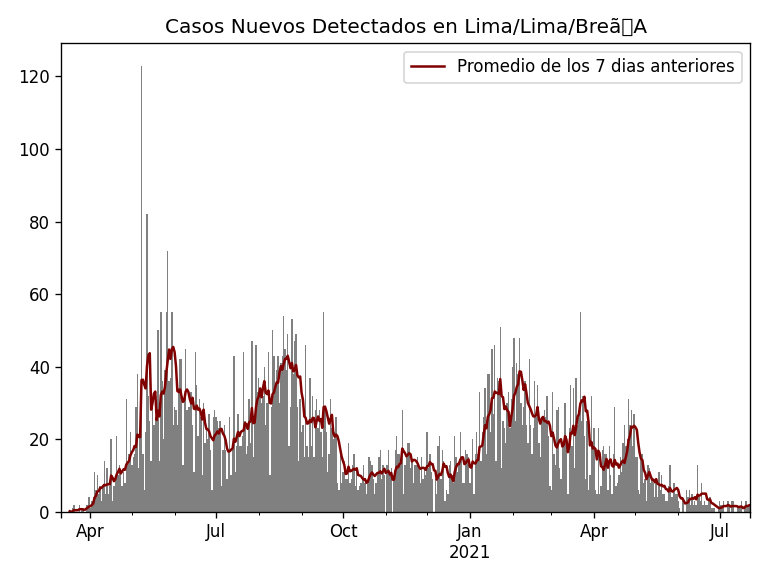 Casos Nuevos Detectados en Lima/Lima/Breã▯A
Promedio de los 7 dias anteriores
120
100
80
60
40
20
0
Apr Jul Oct Jan Apr Jul
2021